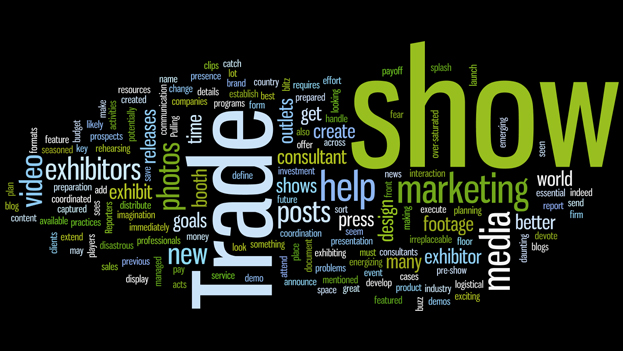 show
Trade
help
marketing
media
posts
exhibitors
video
photos
new
get
create
consultant
shows
press
design
footage
many
exhibitor
better
world
outlets
time
releases
booth
exhibit
goals
clips
catch
payoff
splash
launch
name
presence
lot
blitz
requires
effort
looking
resources
change
details
brand
country
communication
created
companies
establish
best
prepared
handle
fear
over-saturated
emerging
seen
make
activities
potentially
distribute
programs
form
also
across
formats
feature
budget
likely
prospects
save
Pulling
offer
seasoned
key
rehearsing
define
investment
news
interaction
plan
preparation
add
future
front
essential
indeed
blog
coordinated
sees
Reporters
imagination
sort
making
execute
planning
send
content
captured
available
practices
immediately
coordination
seem
irreplaceable
floor
firm
clients
extend
players
disastrous
professionals
money
look
something
place
document
presentation
daunting
devote
may
previous
managed
pay
attend
exhibiting
energizing
must
consultants
pre-show
blogs
sales
service
demo
problems
event
cases
logistical
report
display
acts
announce
mentioned
develop
product
industry
exciting
space
great
featured
buzz
demos